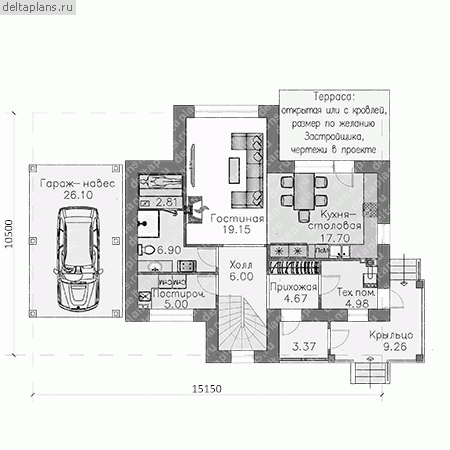 deltaplans.ru
Терраса:
открытая или с кровлей,
размер по желанию
Застройщика,
чертежи в проекте
Гараж- навес
26.10
2.81
Гостиная
19.15
Кухня-
столовая
17.70
6.90
Холл
6.00
Прихожая
4.67
Тех.пом.
4.98
Постироч.
5.00
3.37
Крыльцо
9.26
10500
15150